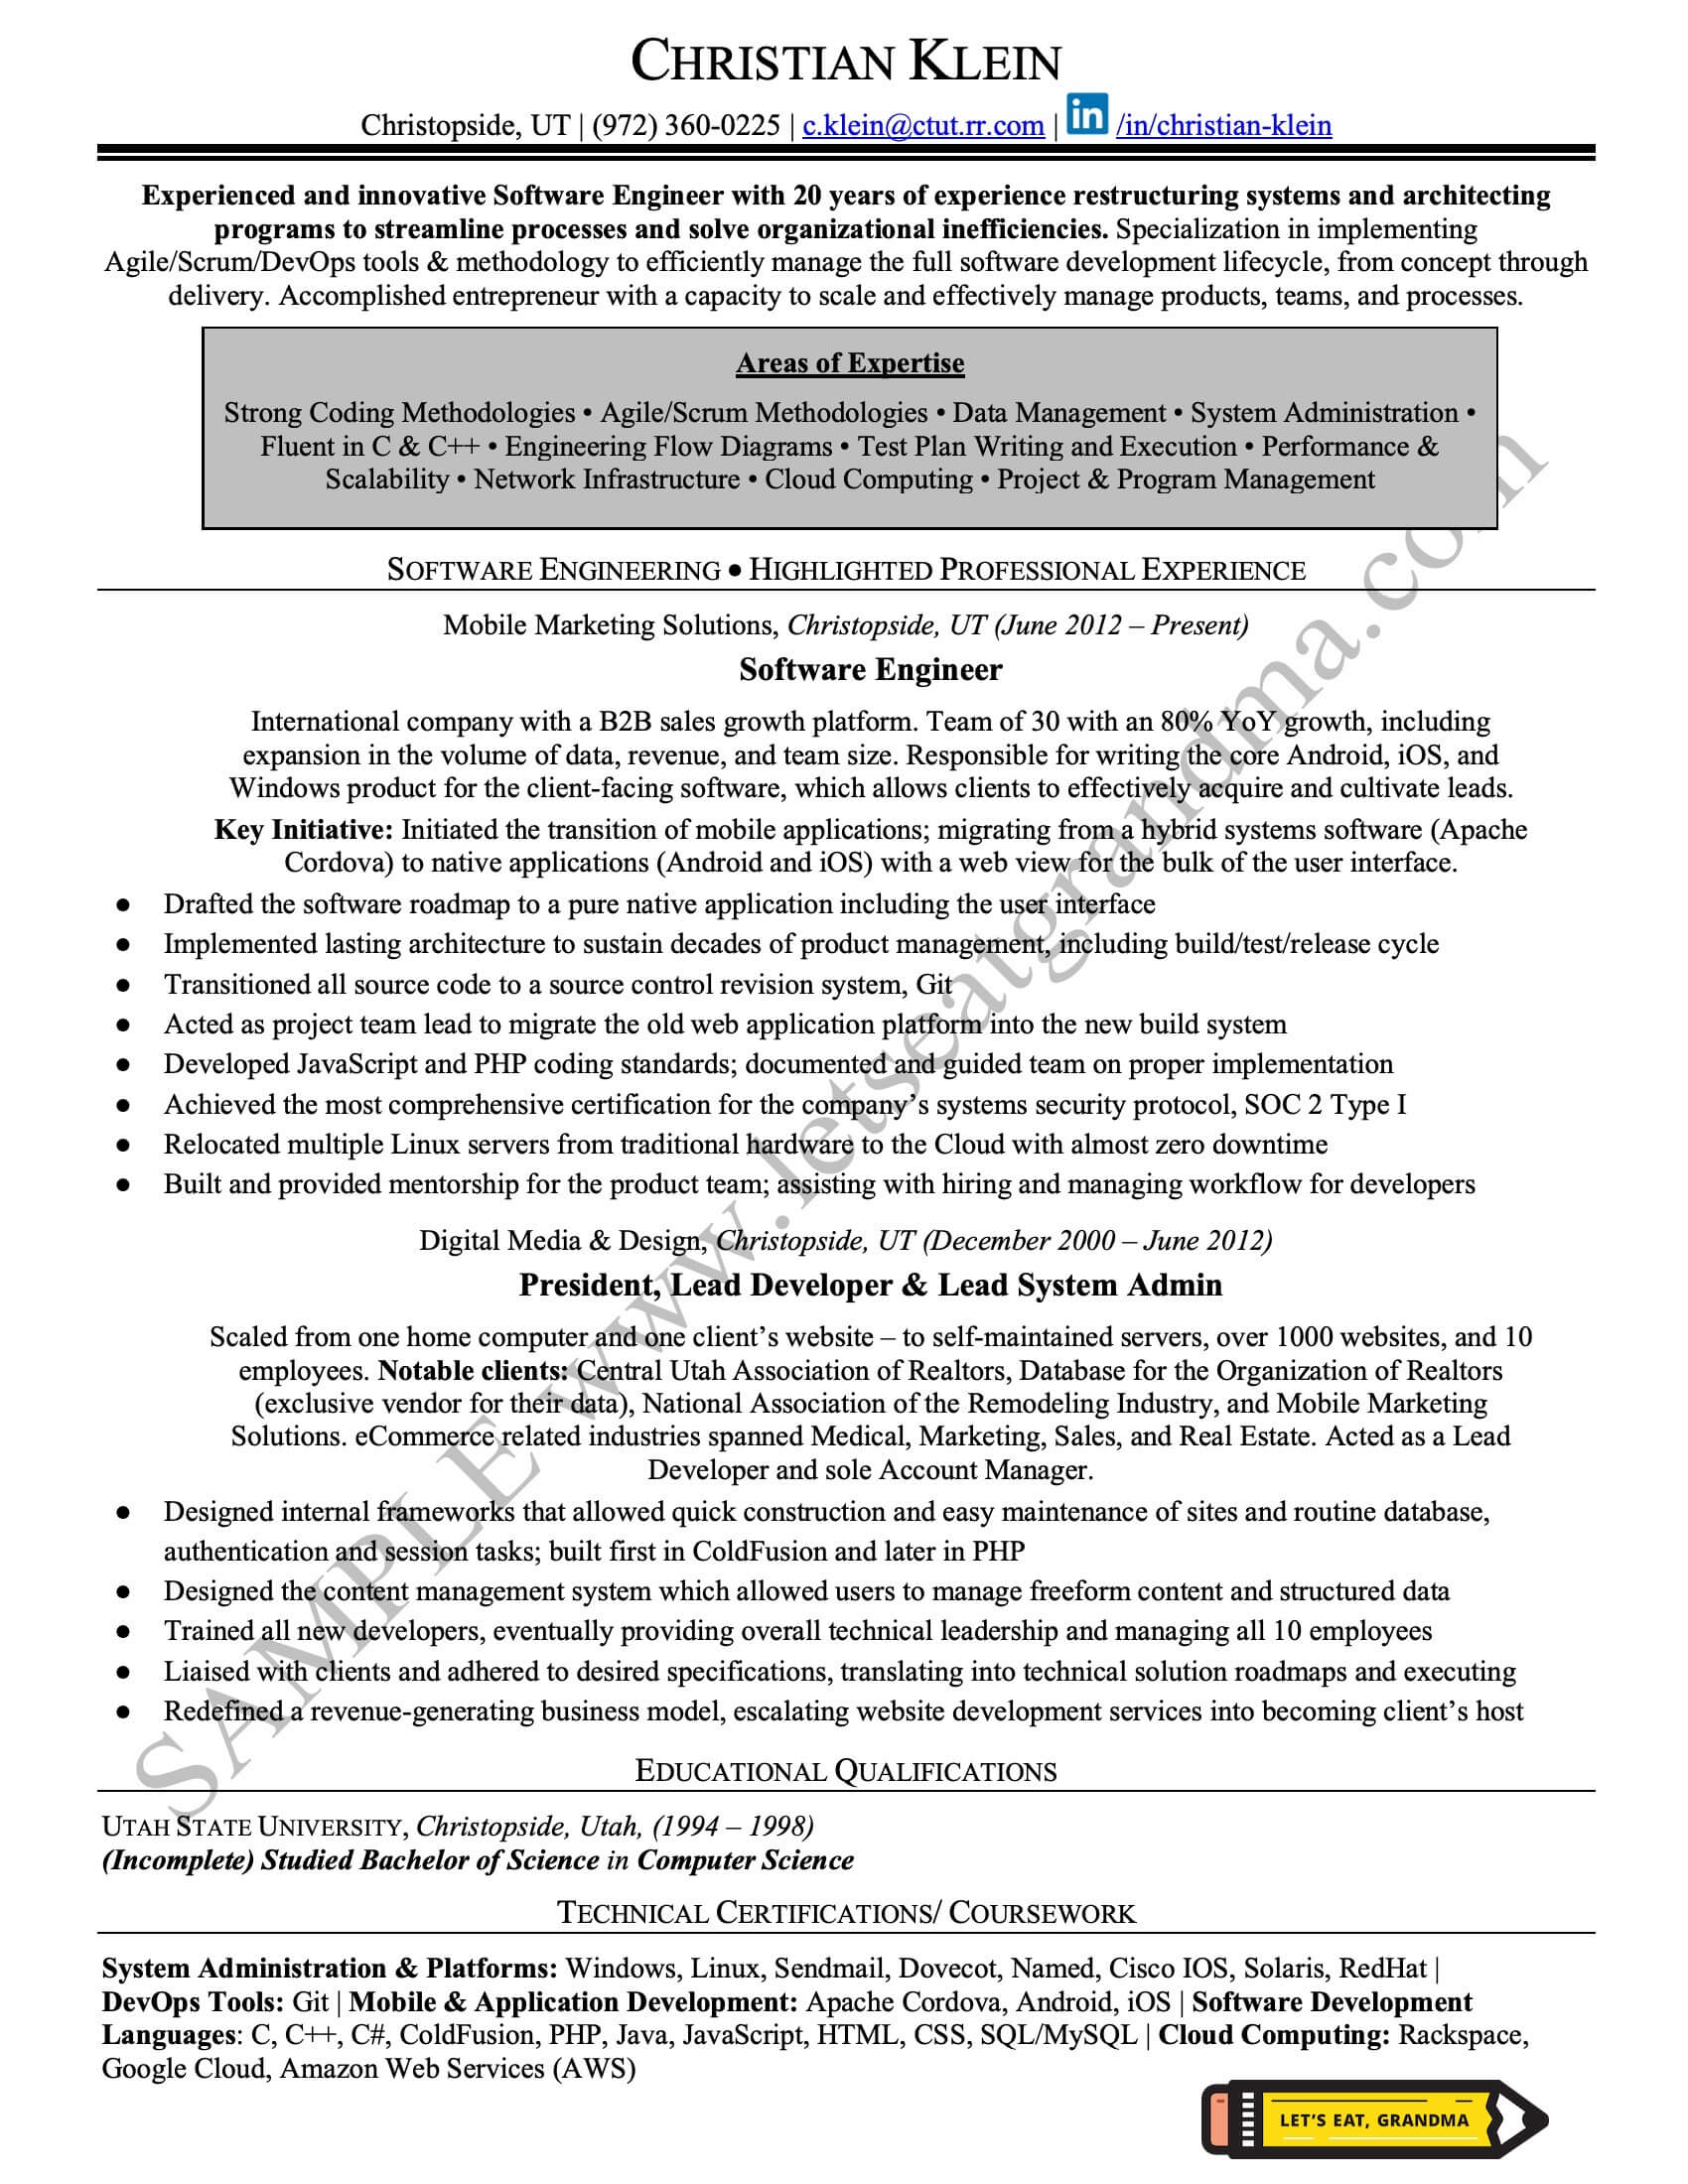 CHRISTIAN KLEIN
Christopside, UT | (972) 360-0225 | c.klein@ctut.rr.com | in /in/christian-klein
Experienced and innovative Software Engineer with 20 years of experience restructuring systems and architecting
programs to streamline processes and solve organizational inefficiencies. Specialization in implementing
Agile/Scrum/DevOps tools & methodology to efficiently manage the full software development lifecycle, from concept through
delivery. Accomplished entrepreneur with a capacity to scale and effectively manage products, teams, and processes.
Areas of Expertise
Strong Coding Methodologies • Agile/Scrum Methodologies • Data Management • System Administration •
Fluent in C & C++ • Engineering Flow Diagrams • Test Plan Writing and Execution • Performance &
Scalability • Network Infrastructure • Cloud Computing • Project & Program Management
SOFTWARE ENGINEERING ● HIGHLIGHTED PROFESSIONAL EXPERIENCE
Mobile Marketing Solutions, Christopside, UT (June 2012 – Present)
Software Engineer
International company with a B2B sales growth platform. Team of 30 with an 80% YoY growth, including
expansion in the volume of data, revenue, and team size. Responsible for writing the core Android, iOS, and
Windows product for the client-facing software, which allows clients to effectively acquire and cultivate leads.
Key Initiative: Initiated the transition of mobile applications; migrating from a hybrid systems software (Apache
Cordova) to native applications (Android and iOS) with a web view for the bulk of the user interface.
● Drafted the software roadmap to a pure native application including the user interface
● Implemented lasting architecture to sustain decades of product management, including build/test/release cycle
● Transitioned all source code to a source control revision system, Git
● Acted as project team lead to migrate the old web application platform into the new build system
● Developed JavaScript and PHP coding standards; documented and guided team on proper implementation
● Achieved the most comprehensive certification for the company’s systems security protocol, SOC 2 Type I
● Relocated multiple Linux servers from traditional hardware to the Cloud with almost zero downtime
● Built and provided mentorship for the product team; assisting with hiring and managing workflow for developers
Digital Media & Design, Christopside, UT (December 2000 – June 2012)
President, Lead Developer & Lead System Admin
Scaled from one home computer and one client’s website – to self-maintained servers, over 1000 websites, and 10
employees. Notable clients: Central Utah Association of Realtors, Database for the Organization of Realtors
(exclusive vendor for their data), National Association of the Remodeling Industry, and Mobile Marketing
Solutions. eCommerce related industries spanned Medical, Marketing, Sales, and Real Estate. Acted as a Lead
Developer and sole Account Manager.
● Designed internal frameworks that allowed quick construction and easy maintenance of sites and routine database,
authentication and session tasks; built first in ColdFusion and later in PHP
● Designed the content management system which allowed users to manage freeform content and structured data
● Trained all new developers, eventually providing overall technical leadership and managing all 10 employees
● Liaised with clients and adhered to desired specifications, translating into technical solution roadmaps and executing
● Redefined a revenue-generating business model, escalating website development services into becoming client’s host
EDUCATIONAL QUALIFICATIONS
UTAH STATE UNIVERSITY, Christopside, Utah, (1994 – 1998)
(Incomplete) Studied Bachelor of Science in Computer Science
TECHNICAL CERTIFICATIONS/ COURSEWORK
System Administration & Platforms: Windows, Linux, Sendmail, Dovecot, Named, Cisco IOS, Solaris, RedHat |
DevOps Tools: Git | Mobile & Application Development: Apache Cordova, Android, iOS | Software Development
Languages: C, C++, C#, ColdFusion, PHP, Java, JavaScript, HTML, CSS, SQL/MySQL | Cloud Computing: Rackspace,
Google Cloud, Amazon Web Services (AWS)
LET’S EAT, GRANDMA
SAMPLE www.letseatgrandma.com